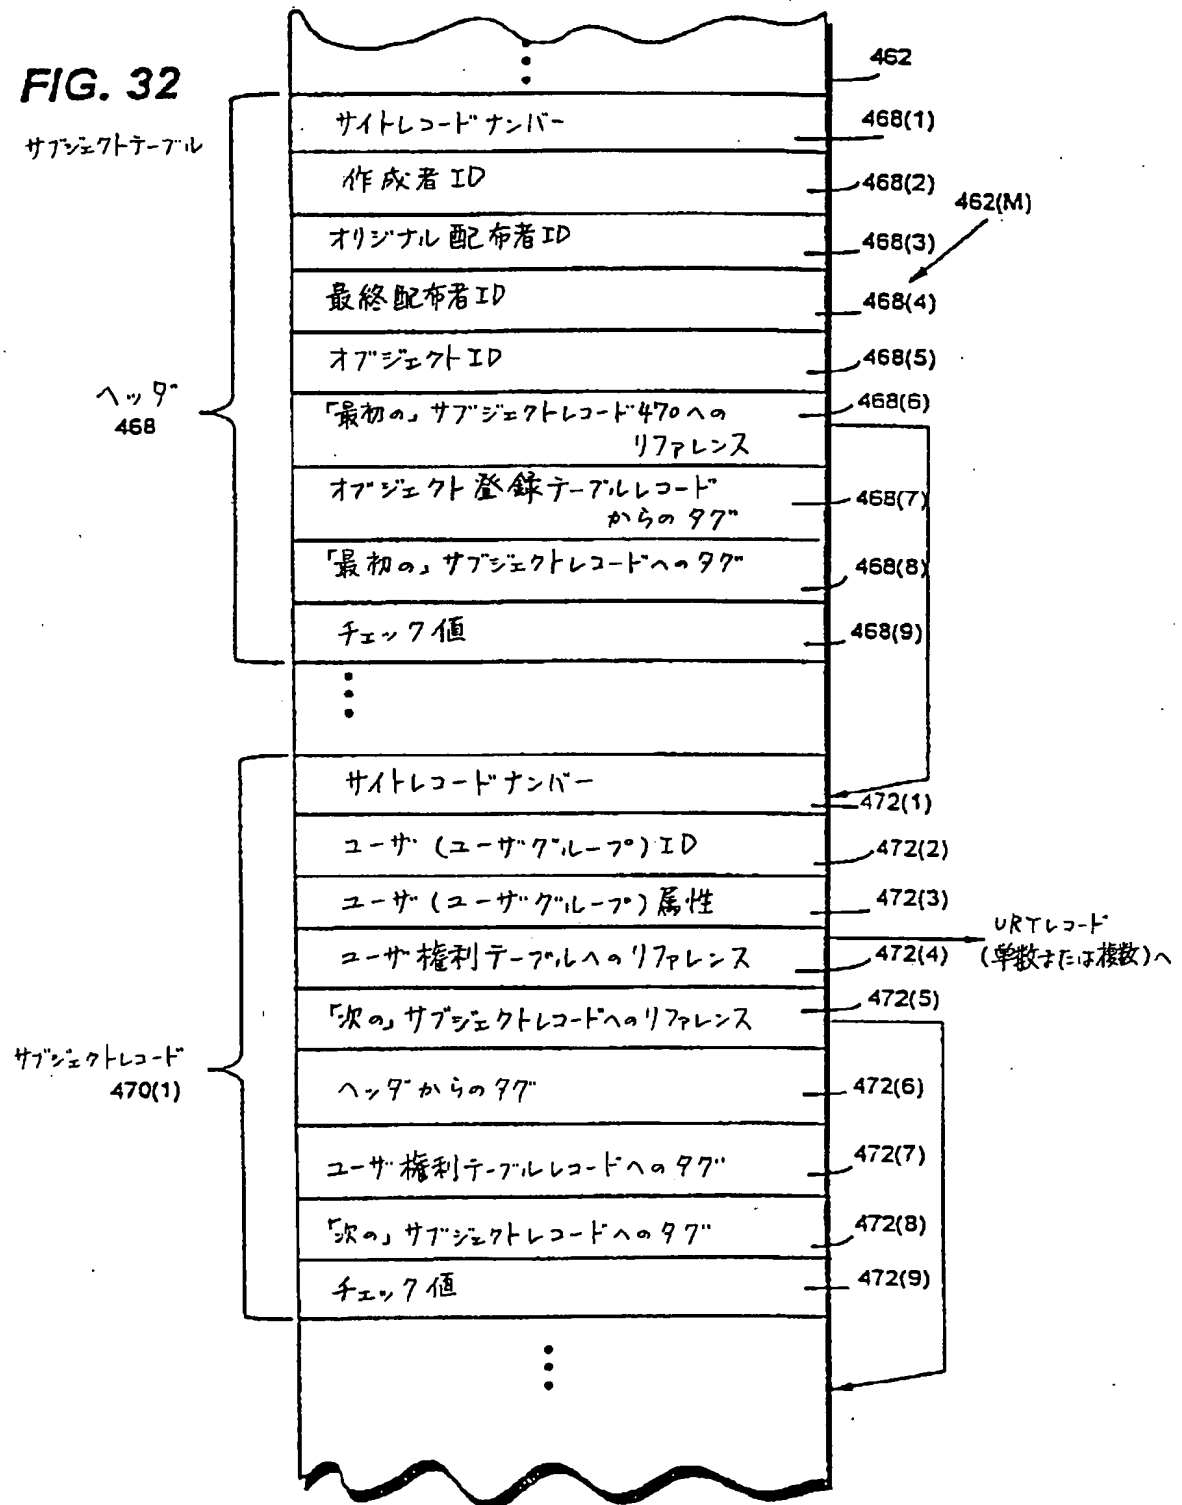 FIG. 32
サブジェクトテーブル
462
サイトレコードナンバー
468(1)
作成者ID
468(2)
462(M)
オリジナル配布者ID
468(3)
最終配布者ID
468(4)
オブジェクトID
468(5)
ヘッダ
468
「最初の」サブジェクトレコード470への
リファレンス
468(6)
オブジェクト登録テーブルレコード
からのタグ
468(7)
「最初の」サブジェクトレコードへのタグ
468(8)
チェック値
468(9)
サイトレコードナンバー
472(1)
ユーザ(ユーザグループ)ID
472(2)
ユーザ(ユーザグループ)属性
472(3)
ユーザ権利テーブルへのリファレンス
472(4)
URTレコード
(単数または複数)へ
「次の」サブジェクトレコードへのリファレンス
472(5)
サブジェクトレコード
470(1)
ヘッダからのタグ
472(6)
ユーザ権利テーブルレコードへのタグ
472(7)
「次の」サブジェクトレコードへのタグ
472(8)
チェック値
472(9)